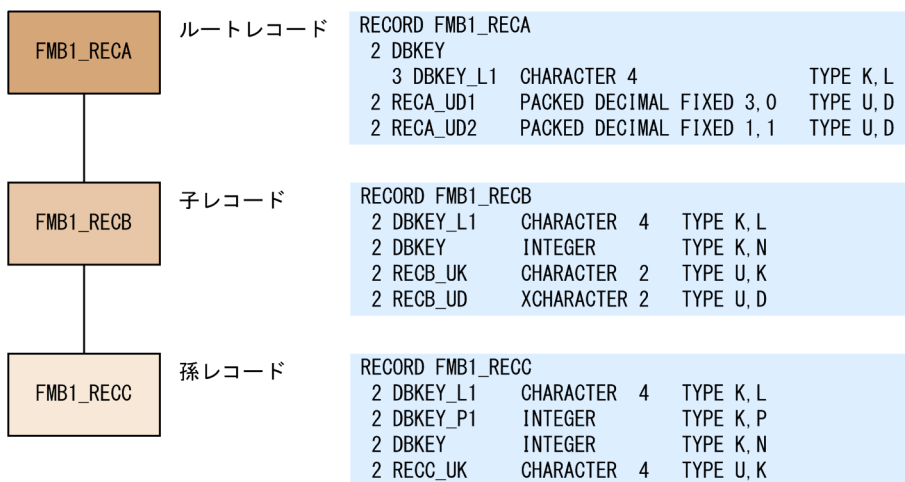 FMB1_RECA
ルートレコード
RECORD FMB1_RECA
2 DBKEY
3 DBKEY_L1 CHARACTER 4 TYPE K,L
2 RECA_UD1 PACKED DECIMAL FIXED 3,0 TYPE U,D
2 RECA_UD2 PACKED DECIMAL FIXED 1,1 TYPE U,D
FMB1_RECB
子レコード
RECORD FMB1_RECB
2 DBKEY_L1 CHARACTER 4 TYPE K,L
2 DBKEY INTEGER TYPE K,N
2 RECB_UK CHARACTER 2 TYPE U,K
2 RECB_UD XCHARACTER 2 TYPE U,D
FMB1_RECC
孫レコード
RECORD FMB1_RECC
2 DBKEY_L1 CHARACTER 4 TYPE K,L
2 DBKEY_P1 INTEGER TYPE K,P
2 DBKEY INTEGER TYPE K,N
2 RECC_UK CHARACTER 4 TYPE U,K